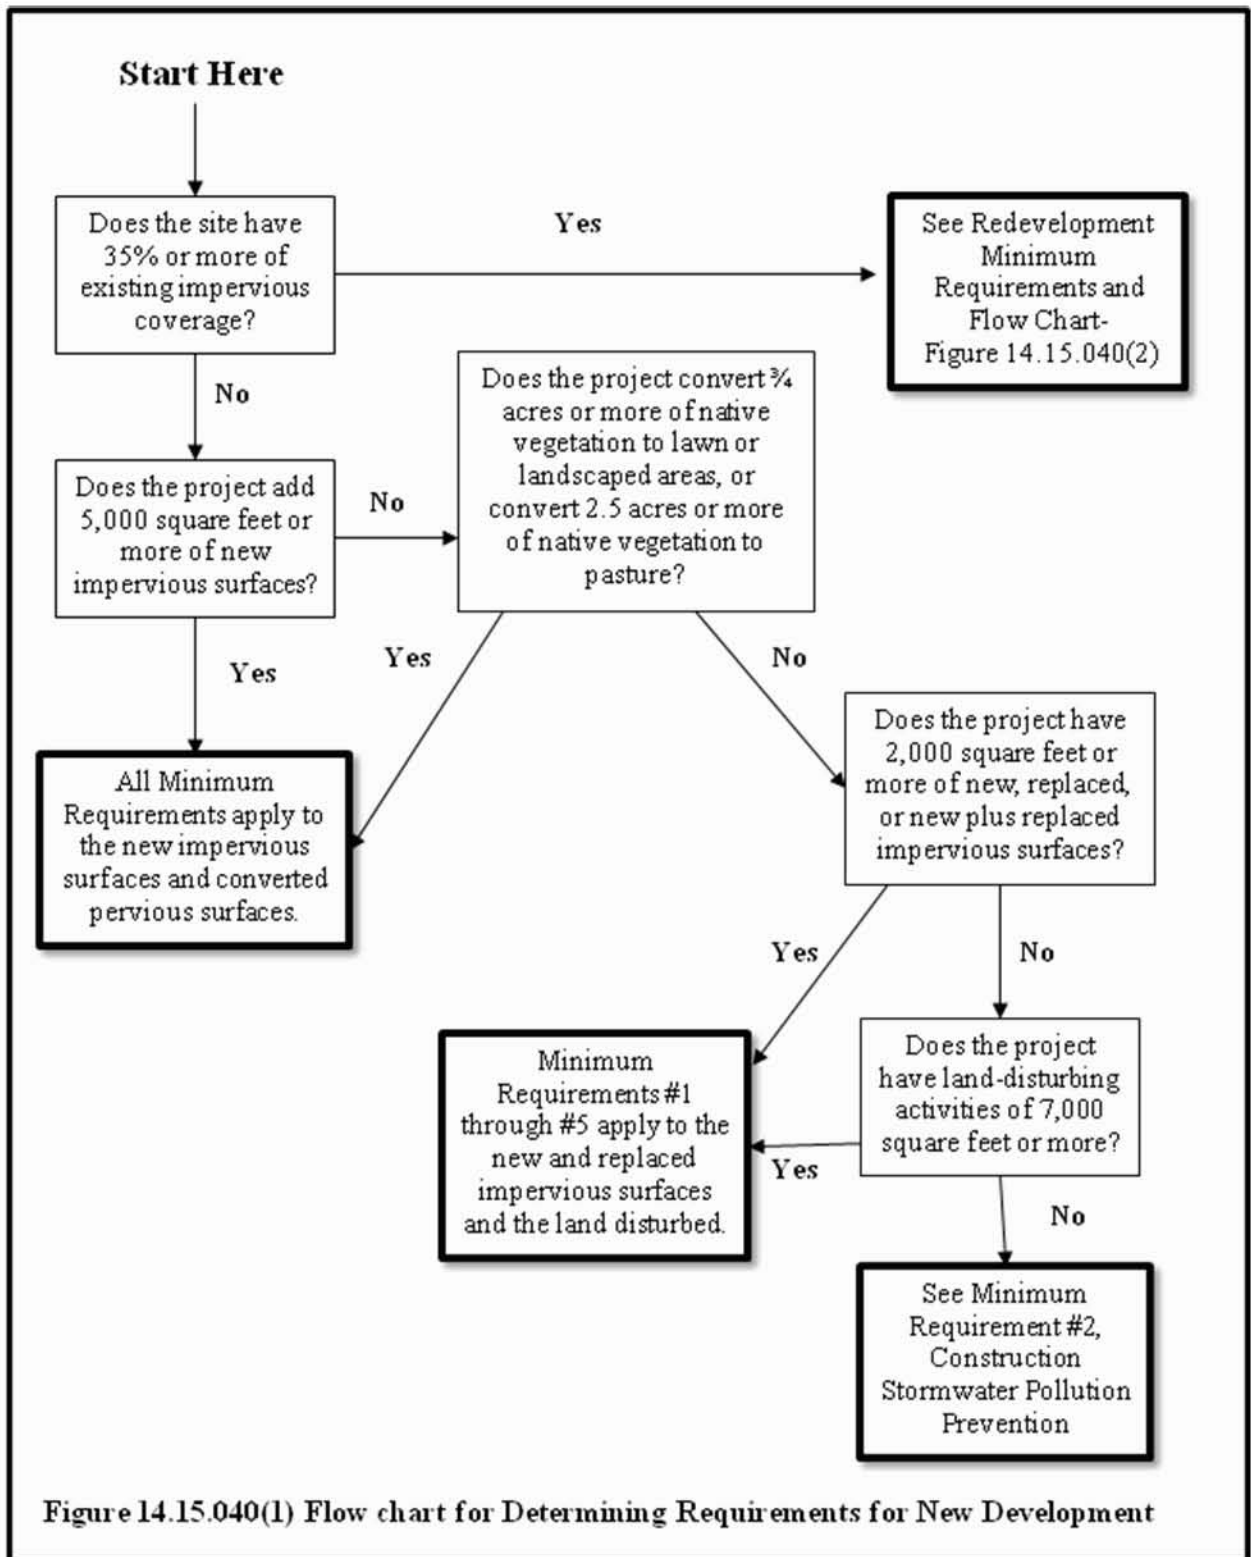 Start Here
Does the site have
35% or more of
existing impervious
coverage?
Yes
See Redevelopment
Minimum
Requirements and
Flow Chart-
Figure 14.15.040(2)
No
Does the project convert ¾
acres or more of native
vegetation to lawn or
landscaped areas, or
convert 2.5 acres or more
of native vegetation to
pasture?
Does the project add
5,000 square feet or
more of new
impervious surfaces?
No
Yes
Yes
No
All Minimum
Requirements apply to
the new impervious
surfaces and converted
pervious surfaces.
Does the project have
2,000 square feet or
more of new, replaced,
or new plus replaced
impervious surfaces?
Yes
No
Minimum
Requirements #1
through #5 apply to the
new and replaced
impervious surfaces
and the land disturbed.
Does the project
have land-disturbing
activities of 7,000
square feet or more?
Yes
No
See Minimum
Requirement #2,
Construction
Stormwater Pollution
Prevention
Figure 14.15.040(1) Flow chart for Determining Requirements for New Development